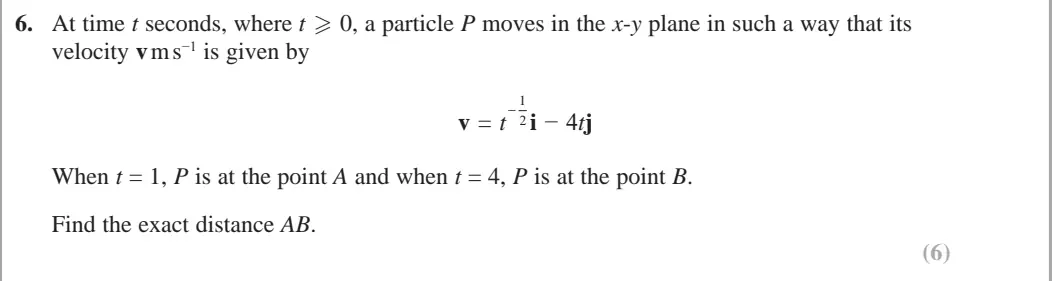 6. At time t seconds, where t ⩾ 0, a particle P moves in the x-y plane in such a way that its
velocity v m s⁻¹ is given by
v = t^(-1/2) i − 4tj
When t = 1, P is at the point A and when t = 4, P is at the point B.
Find the exact distance AB.
(6)